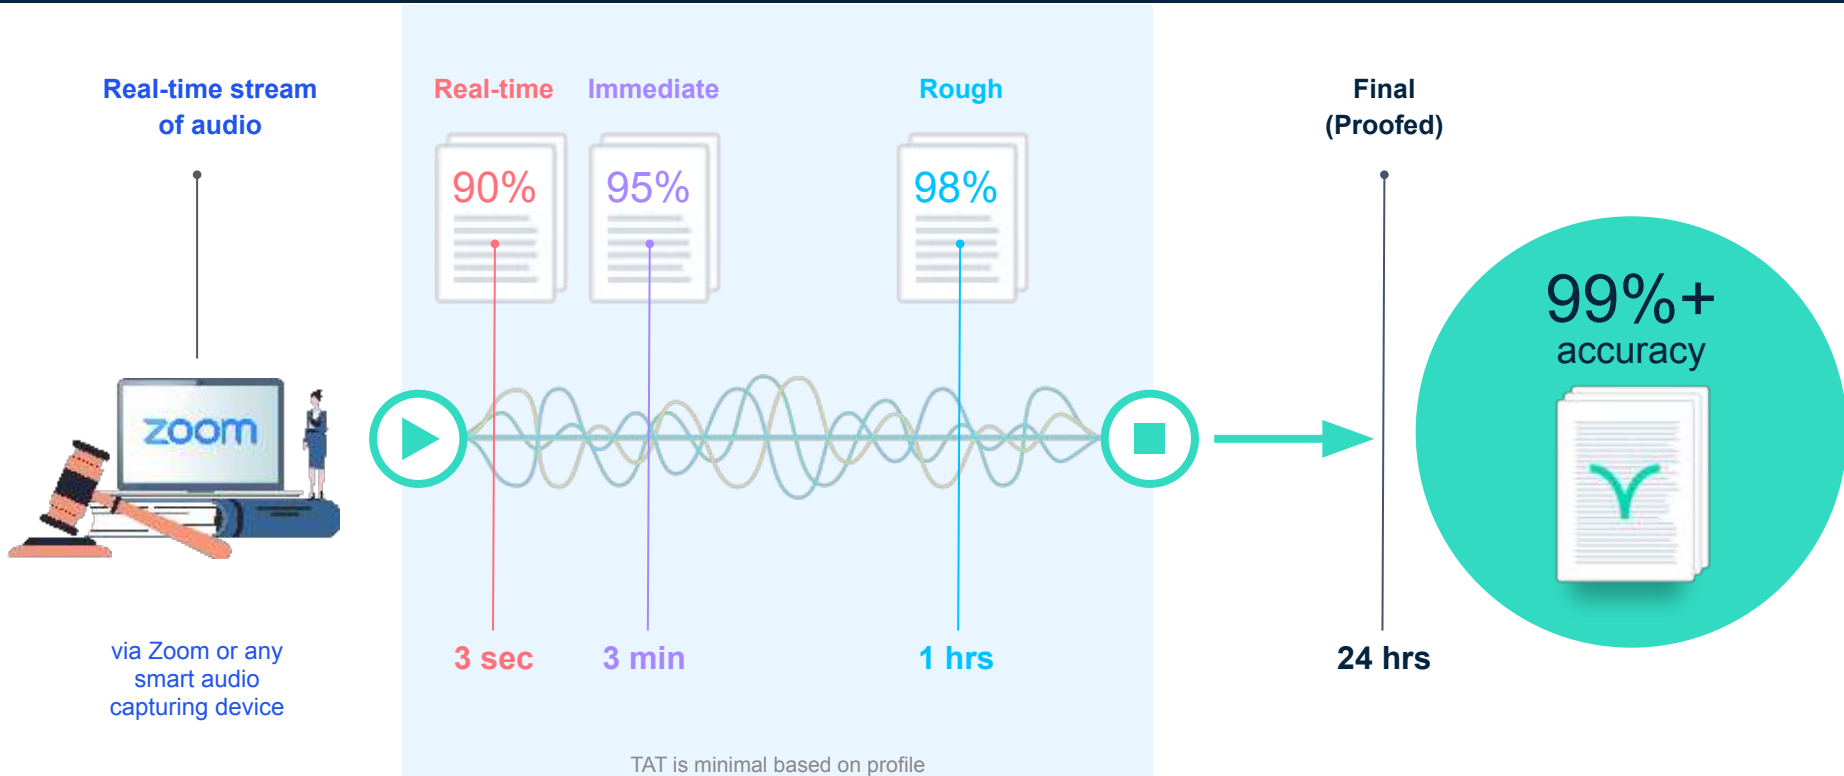 Real-time stream
of audio
zoom
via Zoom or any
smart audio
capturing device
Real-time
90%
3 sec
Immediate
95%
3 min
Rough
98%
1 hrs
TAT is minimal based on profile
Final
(Proofed)
24 hrs
99%+
accuracy